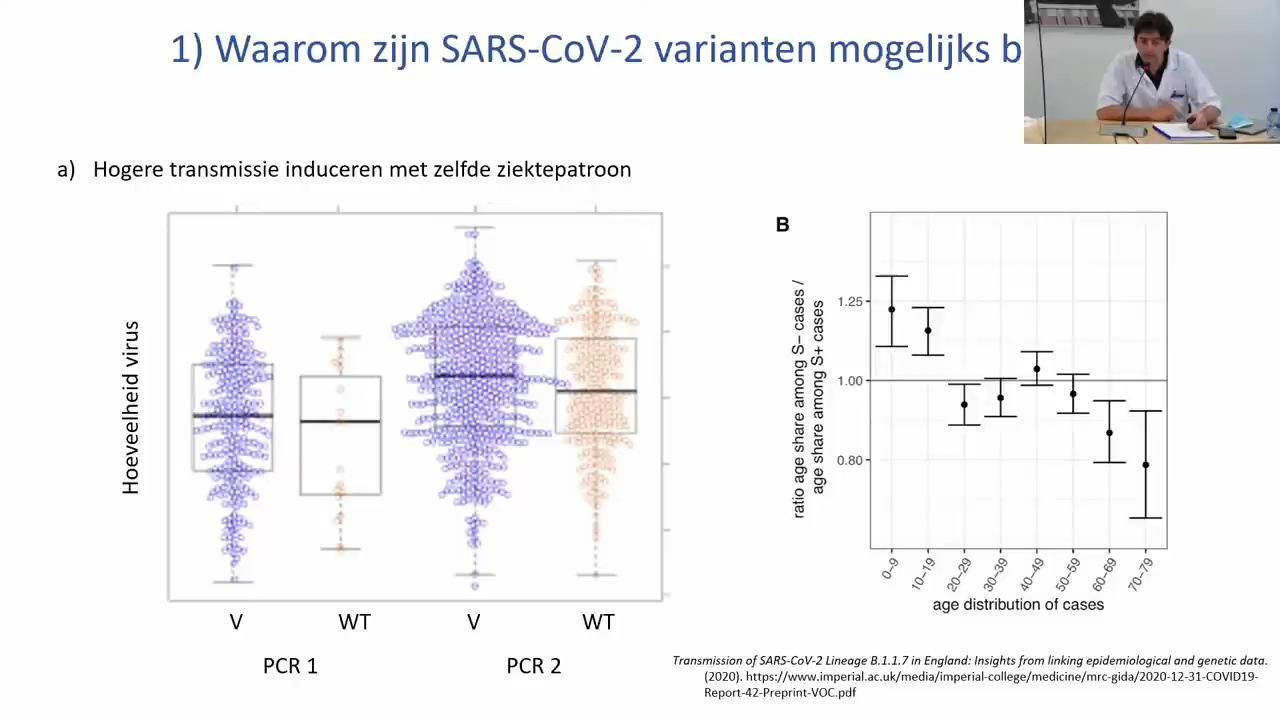 1) Waarom zijn SARS-CoV-2 varianten mogelijks b
a) Hogere transmissie induceren met zelfde ziektepatroon
Hoeveelheid virus
V
WT
V
WT
PCR 1
PCR 2
B
ratio age share among S− cases /
age share among S+ cases
1.25
1.00
0.80
0−9
10−19
20−29
30−39
40−49
50−59
60−69
70−79
age distribution of cases
Transmission of SARS-CoV-2 Lineage B.1.1.7 in England: Insights from linking epidemiological and genetic data.
(2020). https://www.imperial.ac.uk/media/imperial-college/medicine/mrc-gida/2020-12-31-COVID19-
Report-42-Preprint-VOC.pdf